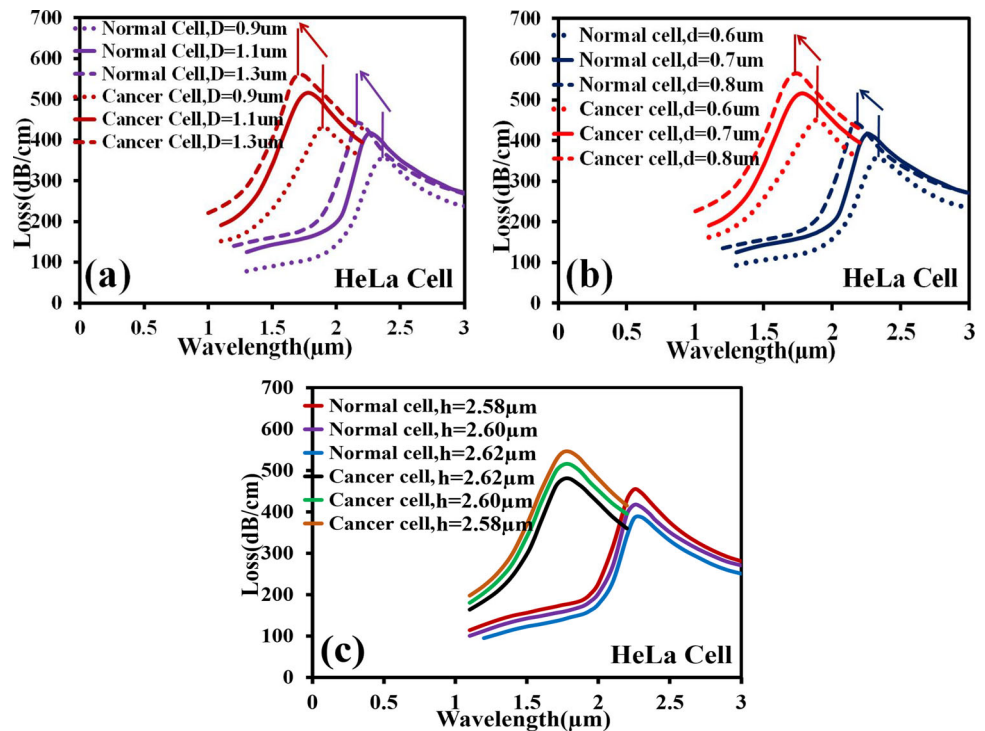 700
600
500
400
300
200
100
0
Loss(dB/cm)
Normal Cell,D=0.9um
Normal Cell,D=1.1um
Normal Cell,D=1.3um
Cancer Cell,D=0.9um
Cancer Cell,D=1.1um
Cancer Cell,D=1.3um
(a)
HeLa Cell
0 0.5 1 1.5 2 2.5 3
Wavelength(μm)
700
600
500
400
300
200
100
0
Loss(dB/cm)
Normal cell,d=0.6um
Normal cell,d=0.7um
Normal cell,d=0.8um
Cancer cell,d=0.6um
Cancer cell,d=0.7um
Cancer cell,d=0.8um
(b)
HeLa Cell
0 0.5 1 1.5 2 2.5 3
Wavelength(μm)
700
600
500
400
300
200
100
0
Loss(dB/cm)
Normal cell,h=2.58μm
Normal cell,h=2.60μm
Normal cell,h=2.62μm
Cancer cell,h=2.62μm
Cancer cell,h=2.60μm
Cancer cell,h=2.58μm
(c)
HeLa Cell
0 0.5 1 1.5 2 2.5 3
Wavelength(μm)